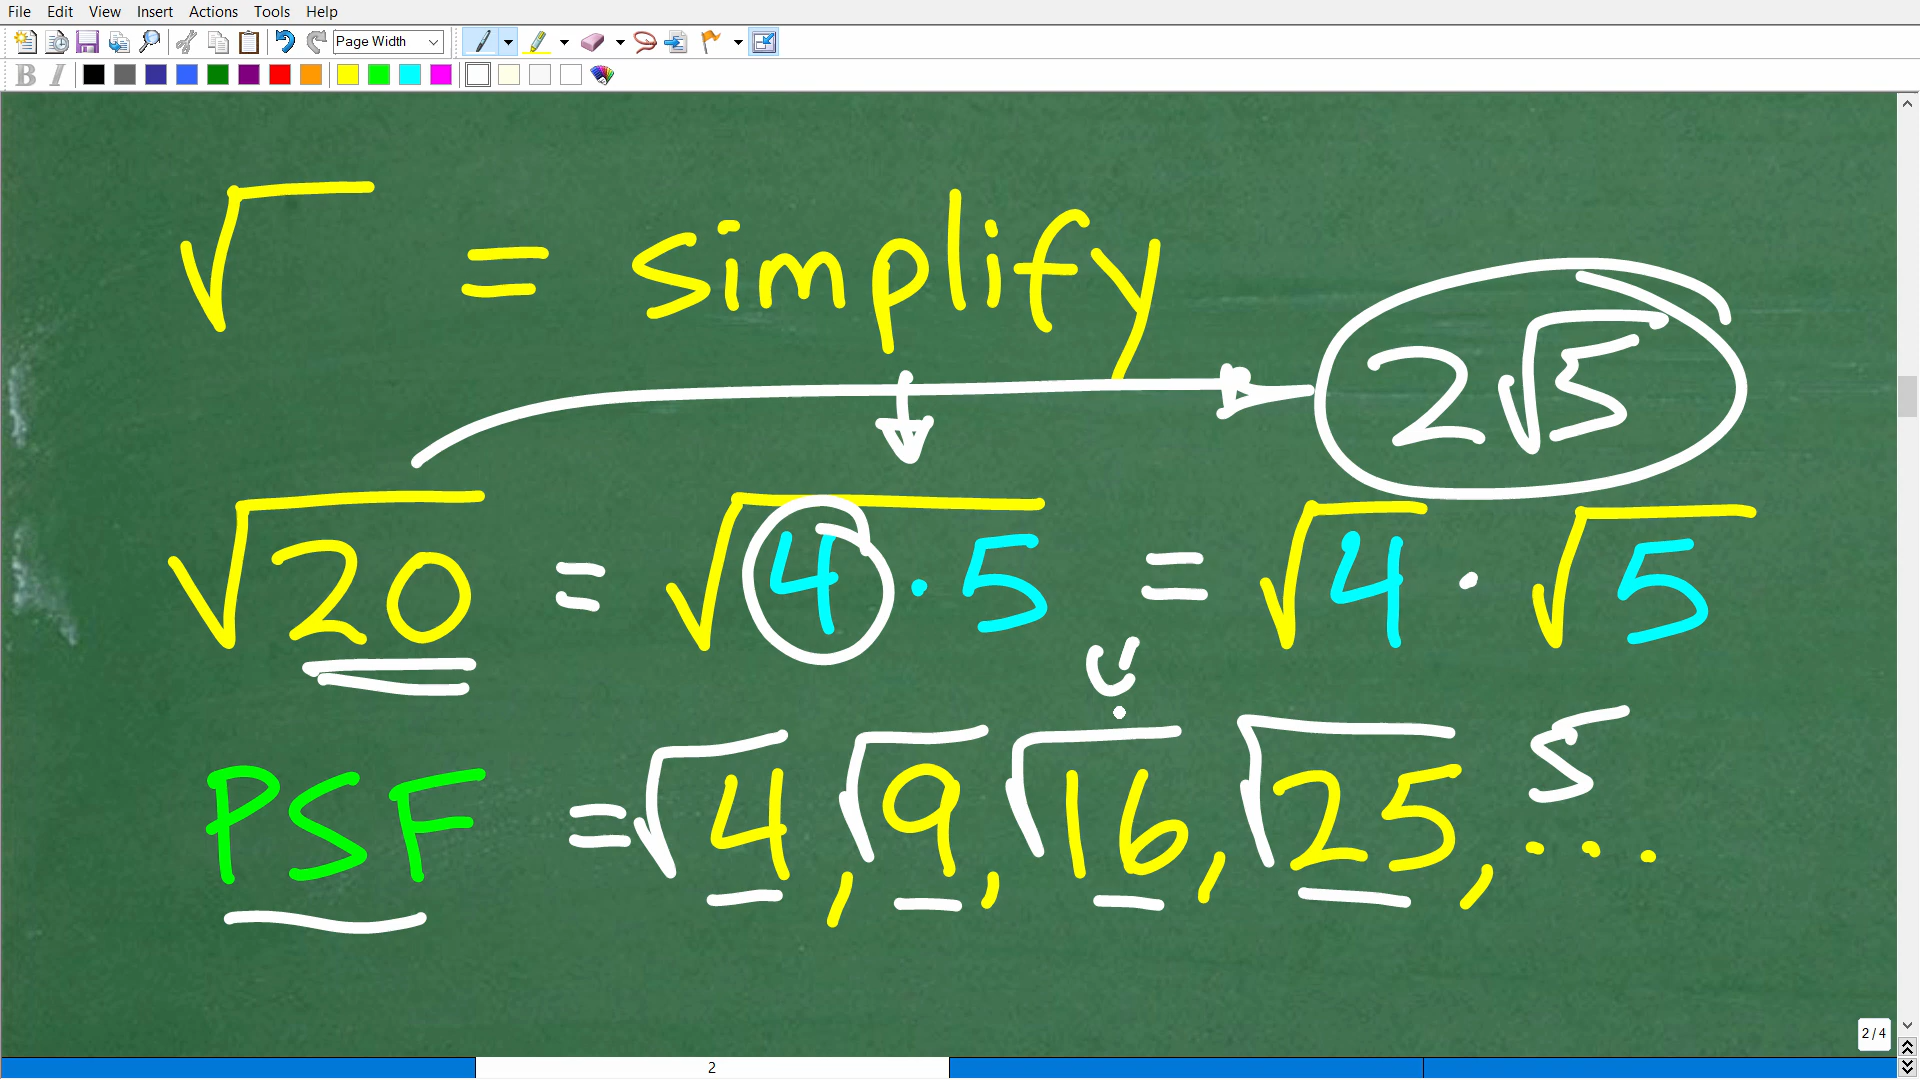 File Edit View Insert Actions Tools Help
Page Width
B I
√ = simplify
2√5
√20 = √4·5 = √4 · √5
PSF = √4, √9, √16, √25, ... 5
2 / 4
2